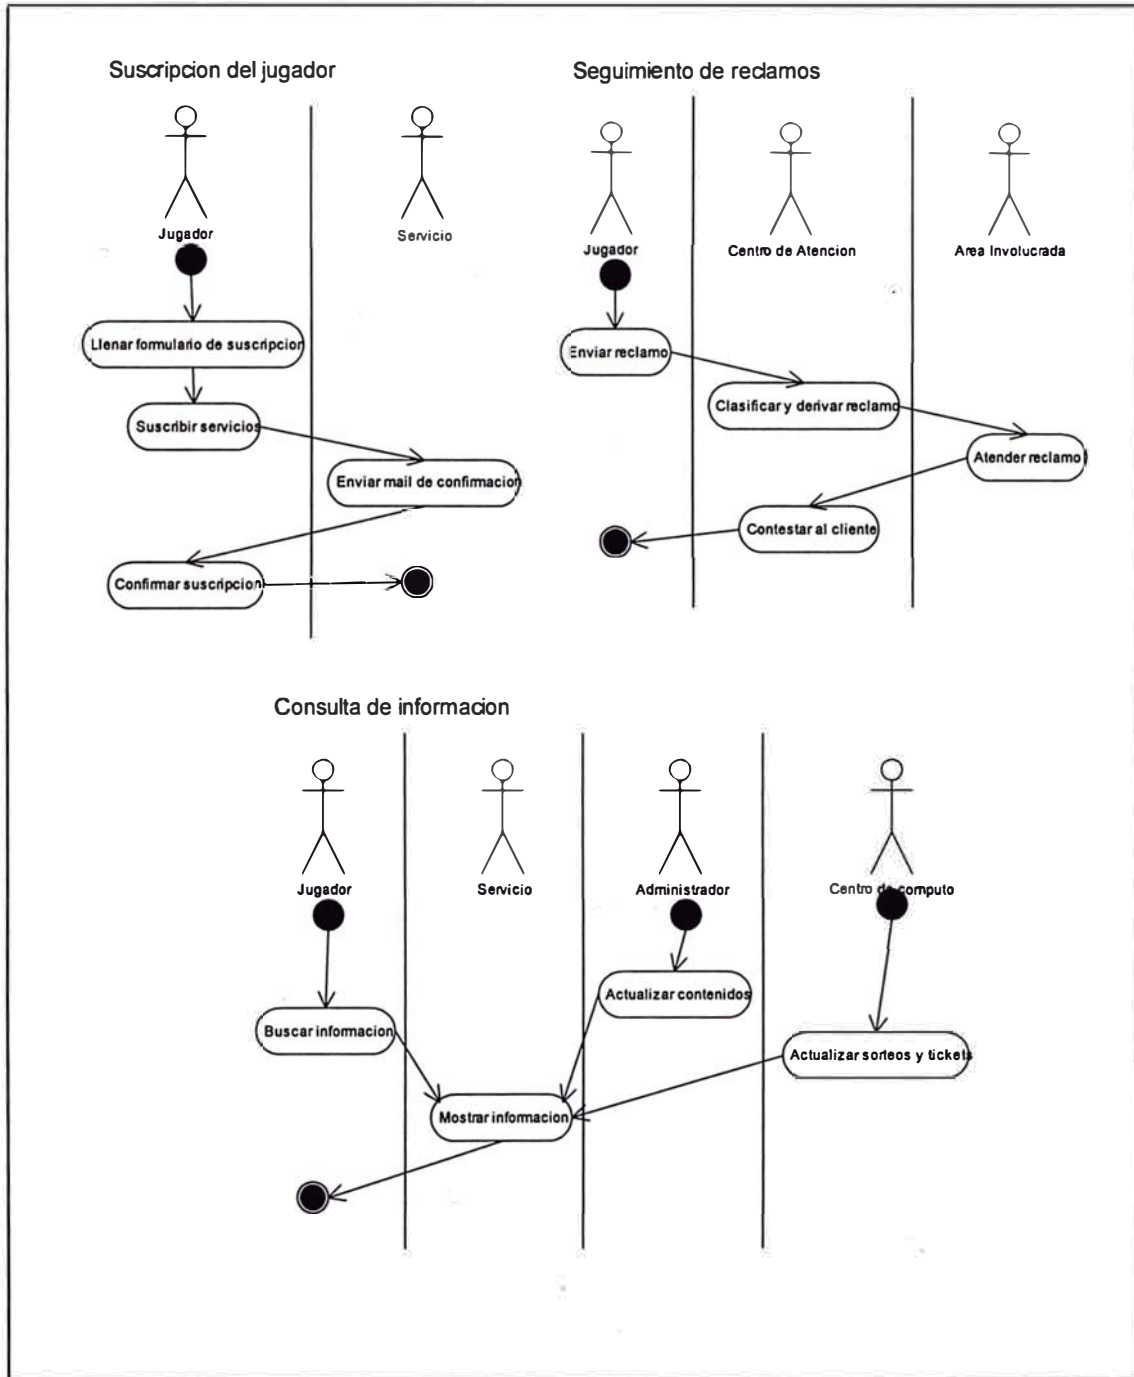 Suscripcion del jugador
Jugador
Servicio
Llenar formulario de suscripcion
Suscribir servicios
Enviar mail de confirmacion
Confirmar suscripcion
Seguimiento de reclamos
Jugador
Centro de Atencion
Area Involucrada
Enviar reclamo
Clasificar y derivar reclamo
Atender reclamo
Contestar al cliente
Consulta de informacion
Jugador
Servicio
Administrador
Centro de computo
Actualizar contenidos
Buscar informacion
Actualizar sorteos y tickets
Mostrar informacion